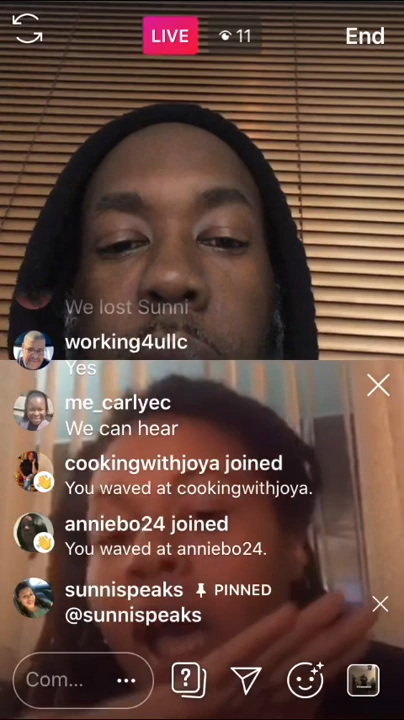 LIVE
11
End
We lost Sunni
working4ullc
Yes
me_carlyec
We can hear
cookingwithjoya joined
You waved at cookingwithjoya.
anniebo24 joined
You waved at anniebo24.
sunnispeaks PINNED
@sunnispeaks
Com...